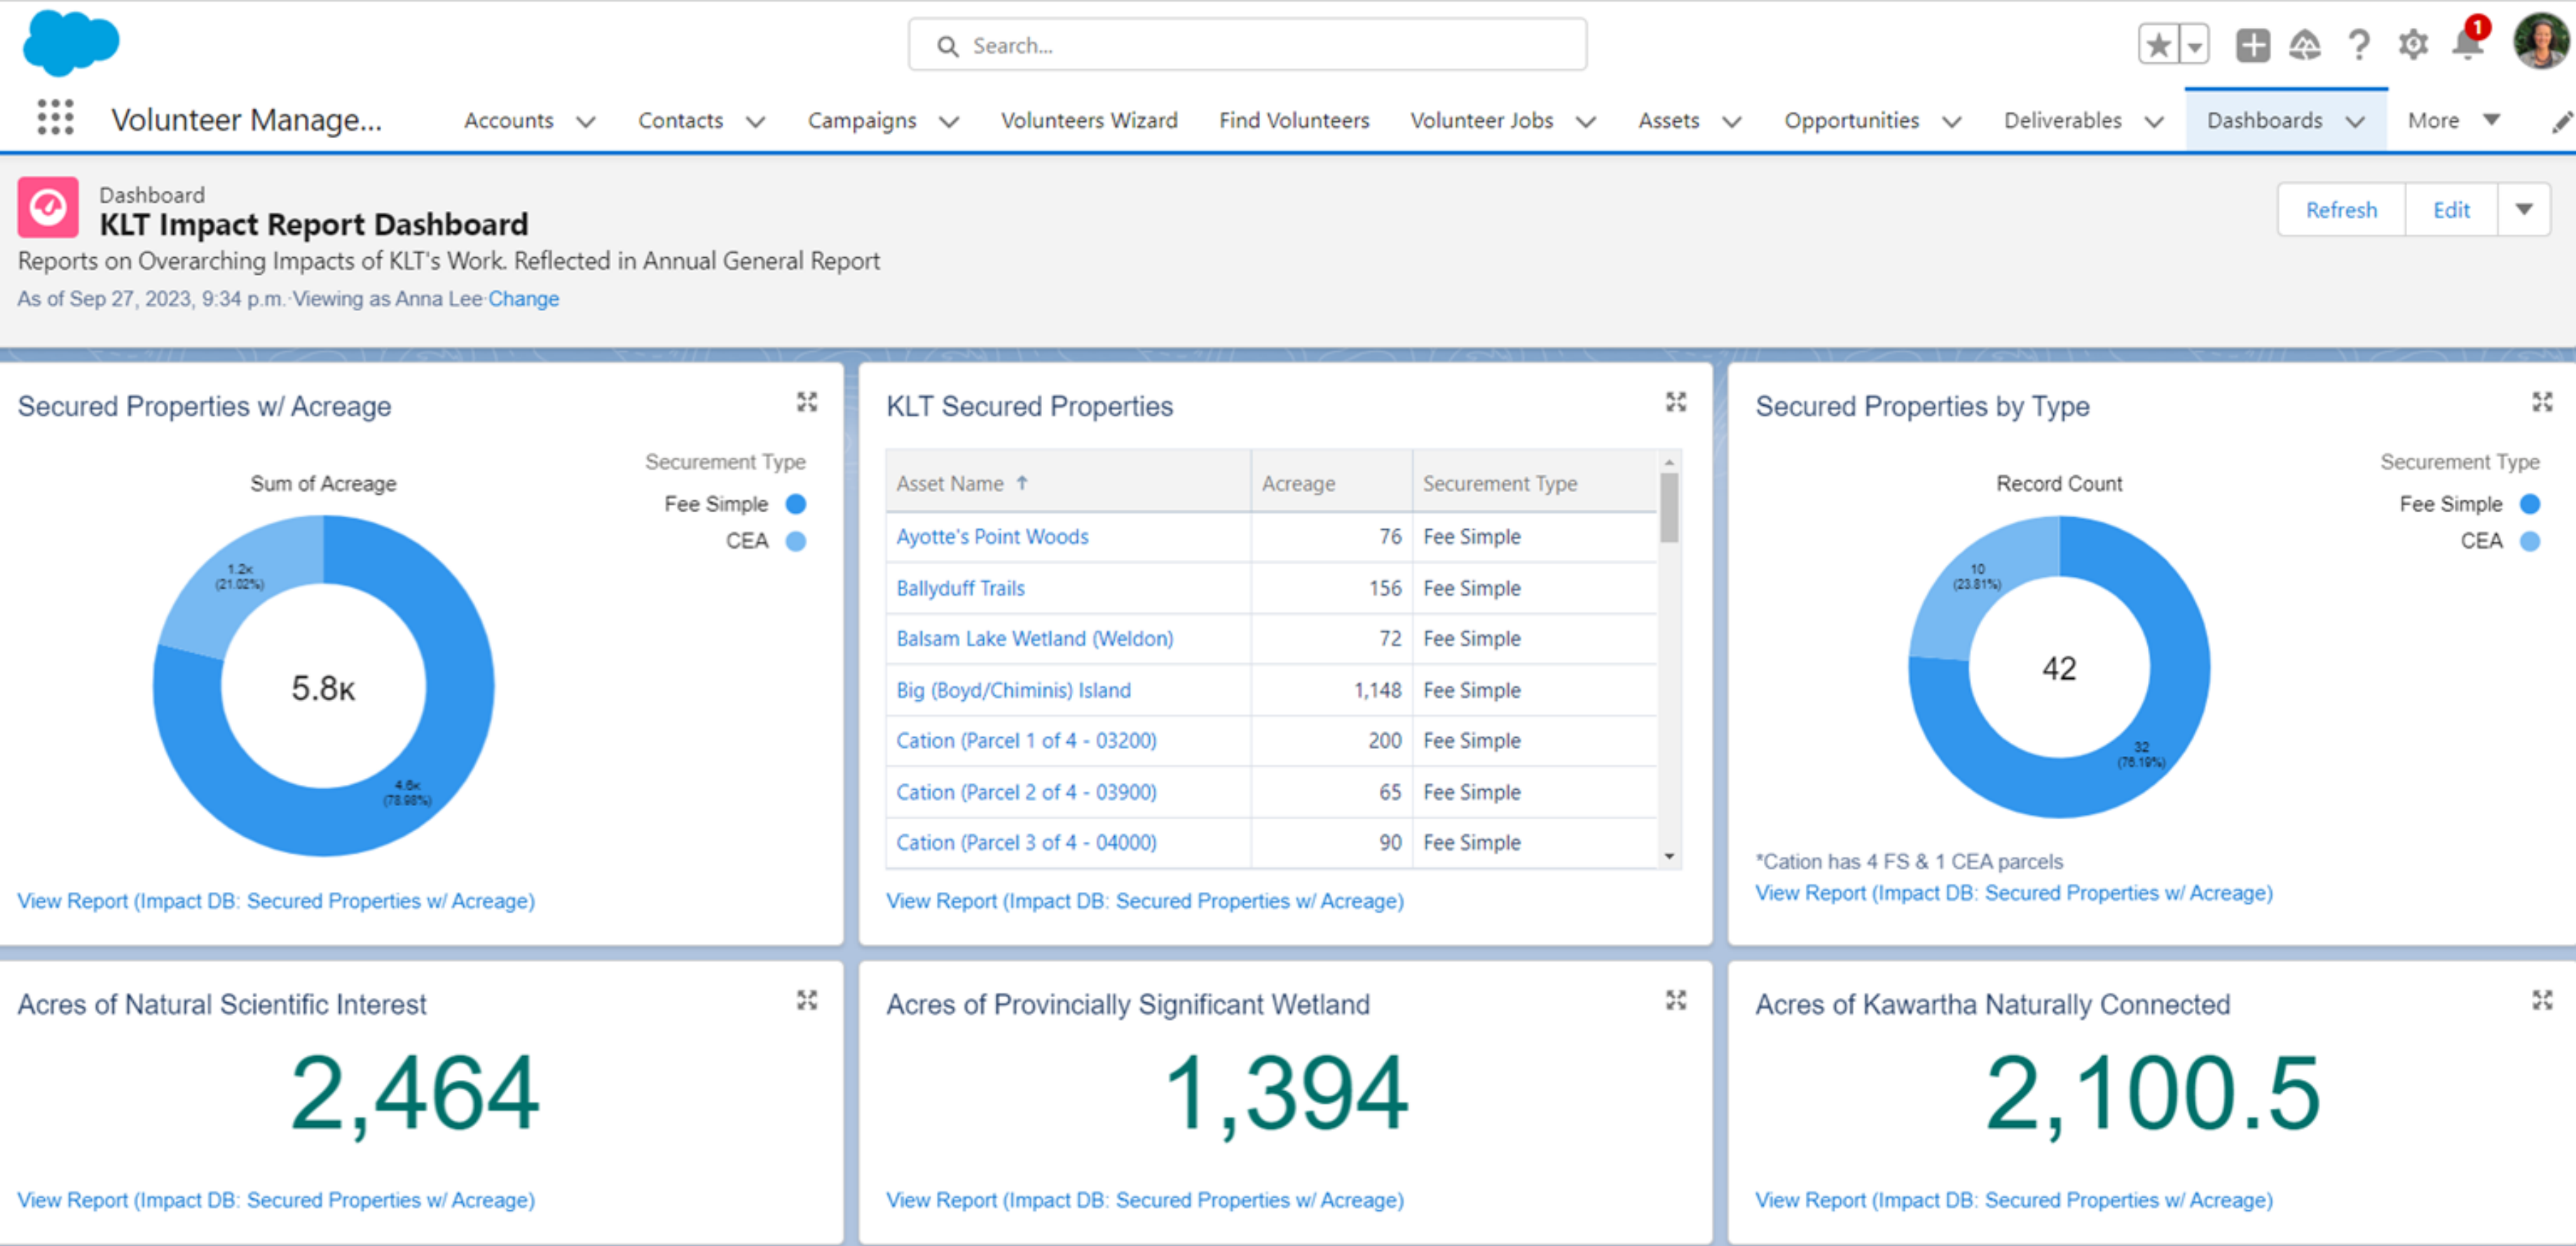 Search...
1
Volunteer Manage...
Accounts
Contacts
Campaigns
Volunteers Wizard
Find Volunteers
Volunteer Jobs
Assets
Opportunities
Deliverables
Dashboards
More
Dashboard
KLT Impact Report Dashboard
Reports on Overarching Impacts of KLT's Work. Reflected in Annual General Report
As of Sep 27, 2023, 9:34 p.m.·Viewing as Anna Lee·Change
Refresh
Edit
Secured Properties w/ Acreage
Securement Type
Sum of Acreage
Fee Simple
CEA
1.2K
(21.02%)
5.8K
4.6K
(78.98%)
View Report (Impact DB: Secured Properties w/ Acreage)
KLT Secured Properties
Asset Name ↑ Acreage Securement Type
Ayotte's Point Woods 76 Fee Simple
Ballyduff Trails 156 Fee Simple
Balsam Lake Wetland (Weldon) 72 Fee Simple
Big (Boyd/Chiminis) Island 1,148 Fee Simple
Cation (Parcel 1 of 4 - 03200) 200 Fee Simple
Cation (Parcel 2 of 4 - 03900) 65 Fee Simple
Cation (Parcel 3 of 4 - 04000) 90 Fee Simple
View Report (Impact DB: Secured Properties w/ Acreage)
Secured Properties by Type
Securement Type
Record Count
Fee Simple
CEA
10
(23.81%)
42
32
(76.19%)
*Cation has 4 FS & 1 CEA parcels
View Report (Impact DB: Secured Properties w/ Acreage)
Acres of Natural Scientific Interest
2,464
View Report (Impact DB: Secured Properties w/ Acreage)
Acres of Provincially Significant Wetland
1,394
View Report (Impact DB: Secured Properties w/ Acreage)
Acres of Kawartha Naturally Connected
2,100.5
View Report (Impact DB: Secured Properties w/ Acreage)